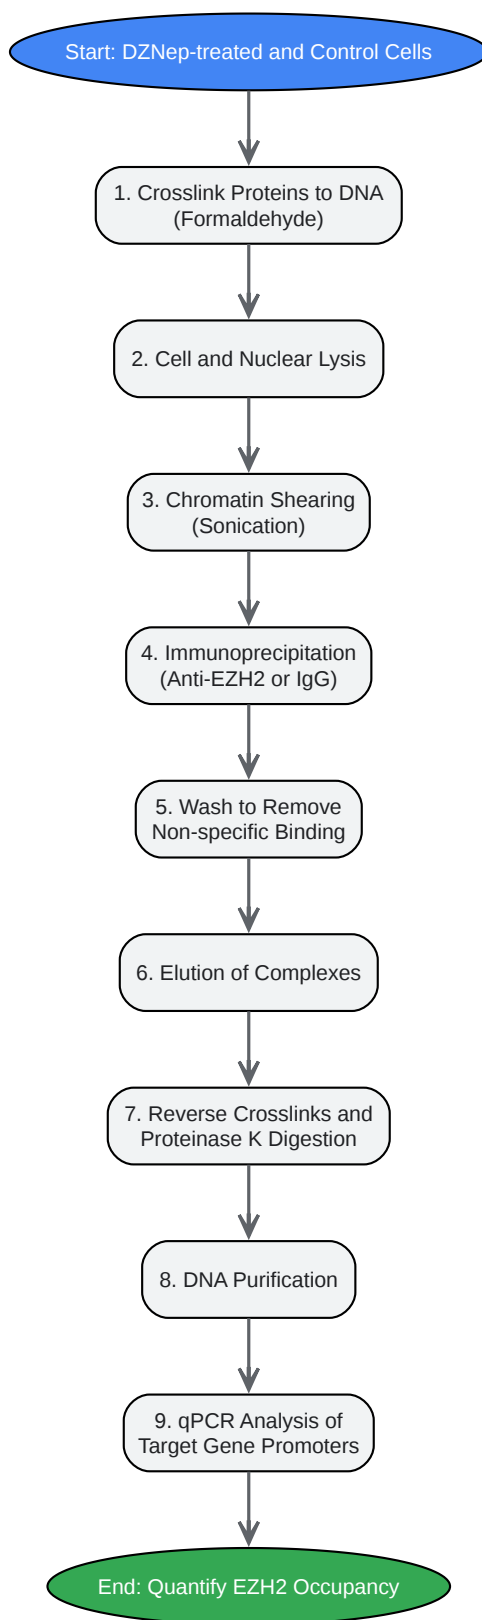 Start: DZNep-treated and Control Cells
1. Crosslink Proteins to DNA
(Formaldehyde)
2. Cell and Nuclear Lysis
3. Chromatin Shearing
(Sonication)
4. Immunoprecipitation
(Anti-EZH2 or IgG)
5. Wash to Remove
Non-specific Binding
6. Elution of Complexes
7. Reverse Crosslinks and
Proteinase K Digestion
8. DNA Purification
9. qPCR Analysis of
Target Gene Promoters
End: Quantify EZH2 Occupancy